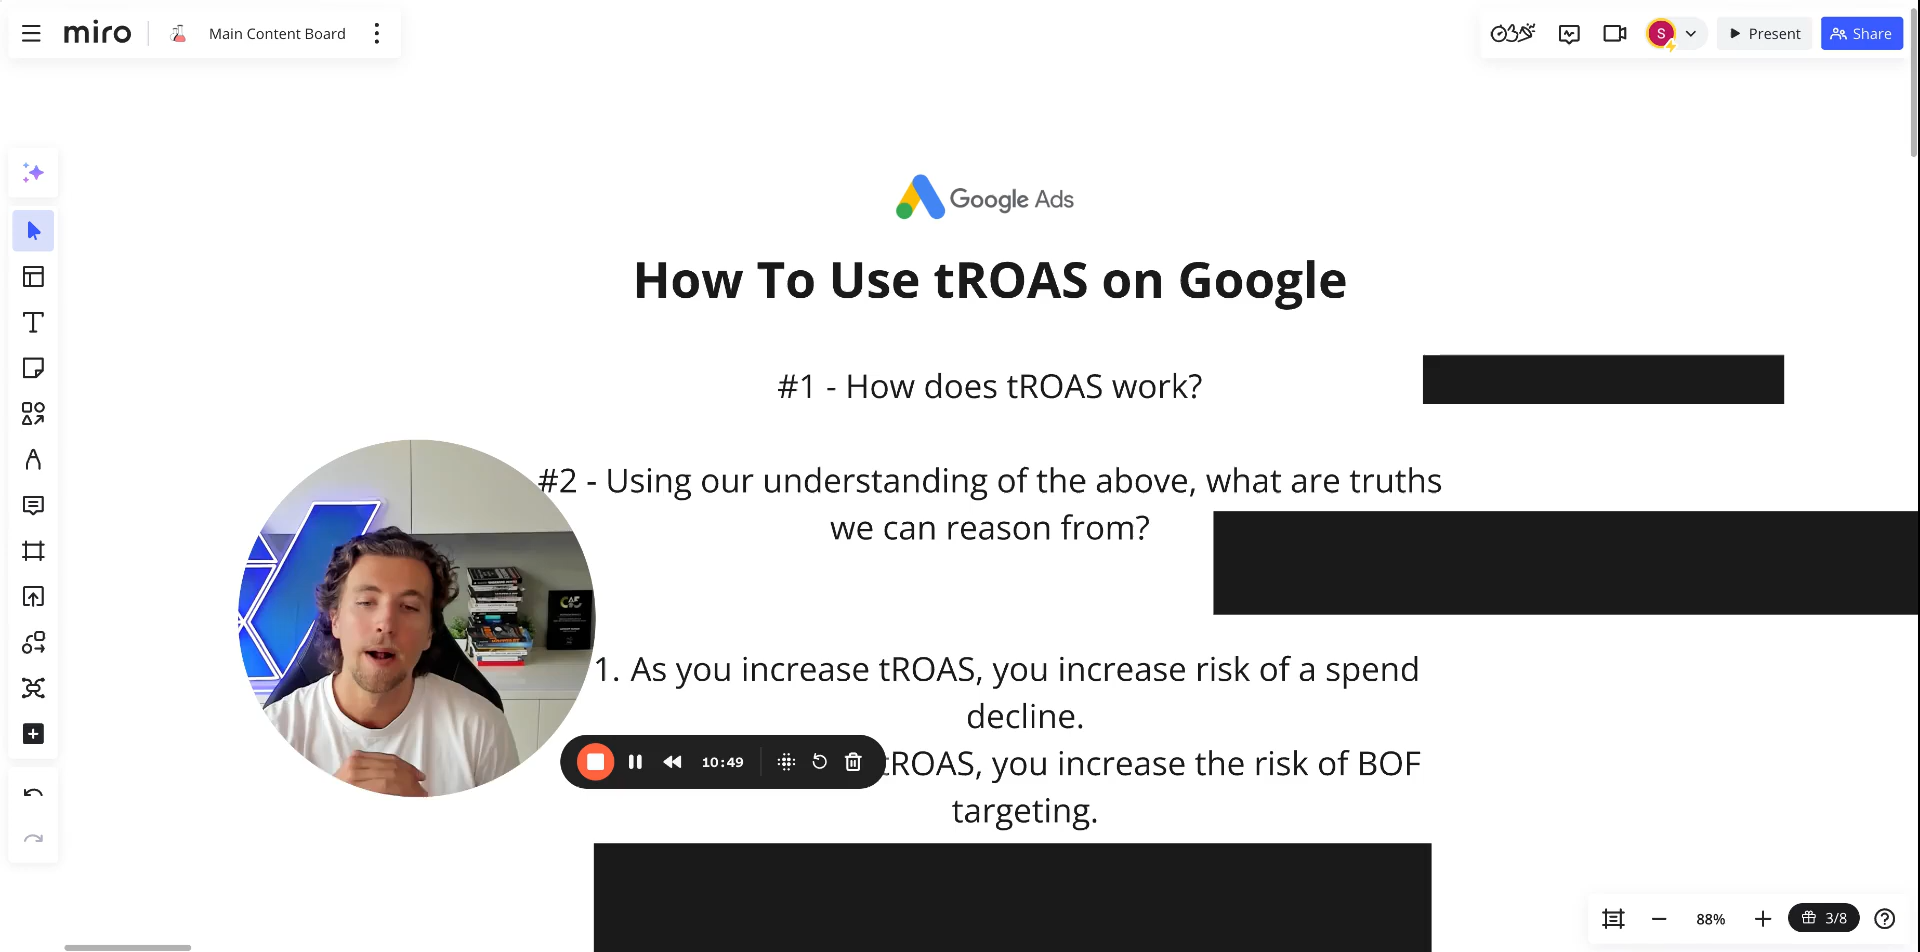 miro
Main Content Board
S
Present
Share
Google Ads
How To Use tROAS on Google
#1 - How does tROAS work?
#2 - Using our understanding of the above, what are truths
we can reason from?
1. As you increase tROAS, you increase risk of a spend
decline.
tROAS, you increase the risk of BOF
targeting.
10:49
88%
3/8